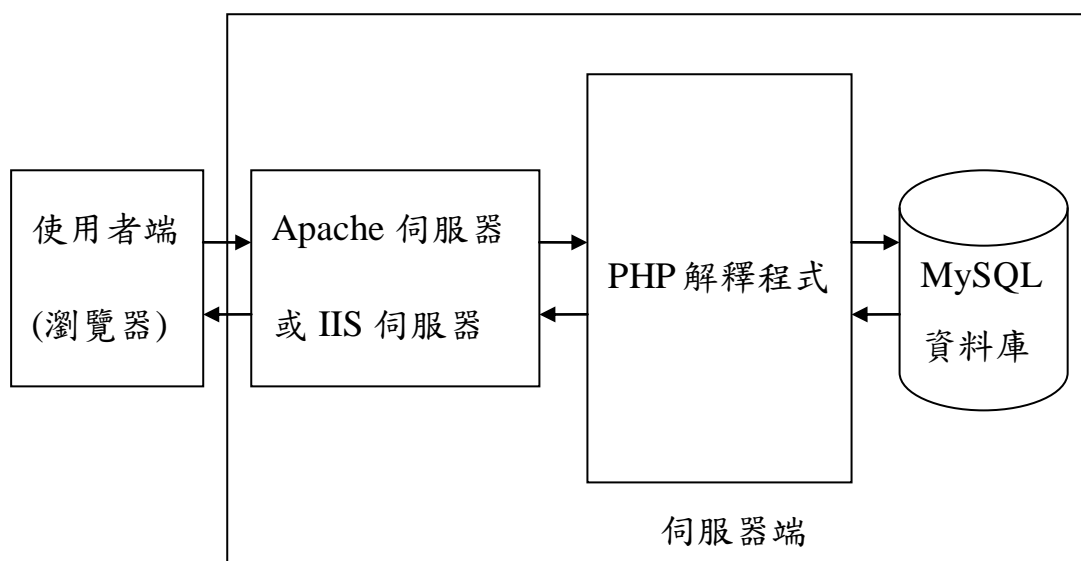 使用者端
(瀏覽器)
Apache 伺服器
或 IIS 伺服器
PHP 解釋程式
MySQL
資料庫
伺服器端